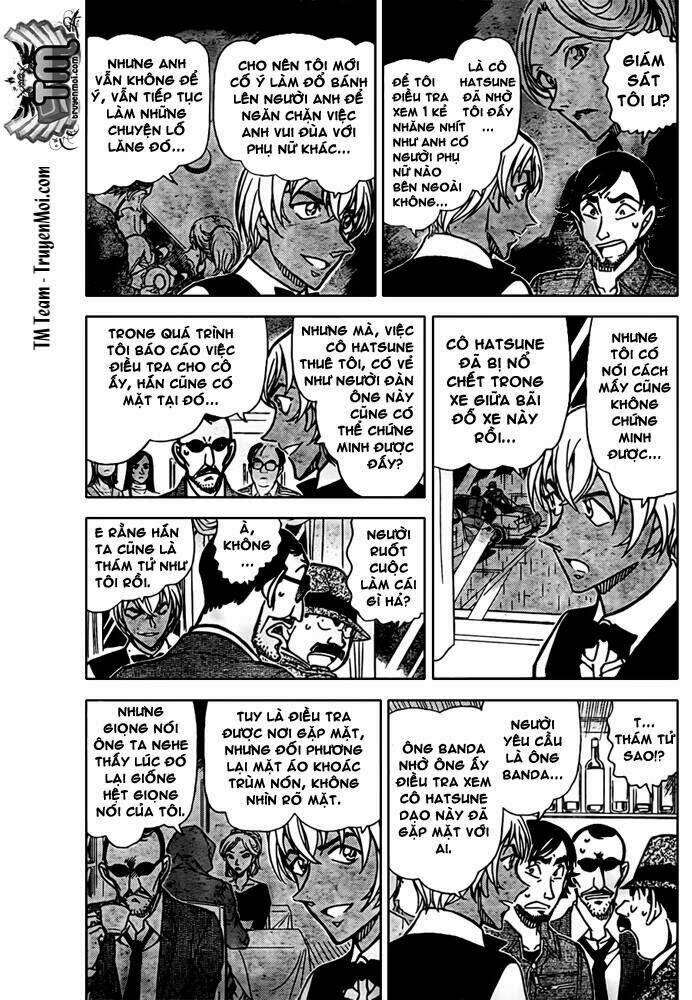 GIÁM
SÁT
TÔI Ư?
LÀ CÔ
HATSUNE
ĐÃ NHỜ
TÔI ĐẤY
...
ĐỂ TÔI
ĐIỀU TRA
XEM 1 KẺ
NHĂNG NHÍT
NHƯ ANH CÓ
NGƯỜI PHỤ
NỮ NÀO
BÊN NGOÀI
KHÔNG...
CHO NÊN TÔI MỚI
CỐ Ý LÀM ĐỔ BÁNH
LÊN NGƯỜI ANH ĐỂ
NGĂN CHẶN VIỆC
ANH VUI ĐÙA VỚI
PHỤ NỮ KHÁC...
NHƯNG ANH
VẪN KHÔNG ĐỂ
Ý, VẪN TIẾP TỤC
LÀM NHỮNG
CHUYỆN LỐ
LĂNG ĐÓ...
TM
truyenmoi.com
TM Team - TruyenMoi.com
NHƯNG TÔI
CÓ NÓI CÁCH
MẤY CŨNG
KHÔNG
CHỨNG
MINH
ĐƯỢC...
CÔ HATSUNE
ĐÃ BỊ NỔ
CHẾT TRONG
XE GIỮA BÃI
ĐỖ XE NÀY
RỒI...
NHƯNG MÀ, VIỆC
CÔ HATSUNE
THUÊ TÔI, CÓ VẺ
NHƯ NGƯỜI ĐÀN
ÔNG NÀY
CŨNG CÓ
THỂ CHỨNG
MINH ĐƯỢC
ĐẤY?
TRONG QUÁ TRÌNH
TÔI BÁO CÁO VIỆC
ĐIỀU TRA CHO CÔ
ẤY, HẮN CŨNG CÓ
MẶT TẠI ĐÓ...
NGƯỜI
RUỐT
CUỘC
LÀM CÁI
GÌ HẢ?
À,
KHÔNG
...
E RẰNG HẮN
TA CŨNG LÀ
THÁM TỬ NHƯ
TÔI RỒI.
T...
THÁM TỬ
SAO!?
NGƯỜI
YÊU CẦU
LÀ ÔNG
BANDA...
ÔNG BANDA
NHỜ ÔNG ẤY
ĐIỀU TRA XEM
CÔ HATSUNE
DẠO NÀY ĐÃ
GẶP MẶT VỚI
AI.
TUY LÀ ĐIỀU TRA
ĐƯỢC NƠI GẶP MẶT,
NHƯNG ĐỐI PHƯƠNG
LẠI MẶT ÁO KHOÁC
TRÙM NÓN, KHÔNG
NHÌN RÕ MẶT.
NHƯNG
GIỌNG NÓI
ÔNG TA NGHE
THẤY LÚC ĐÓ
LẠI GIỐNG
HỆT GIỌNG
NÓI CỦA TÔI.